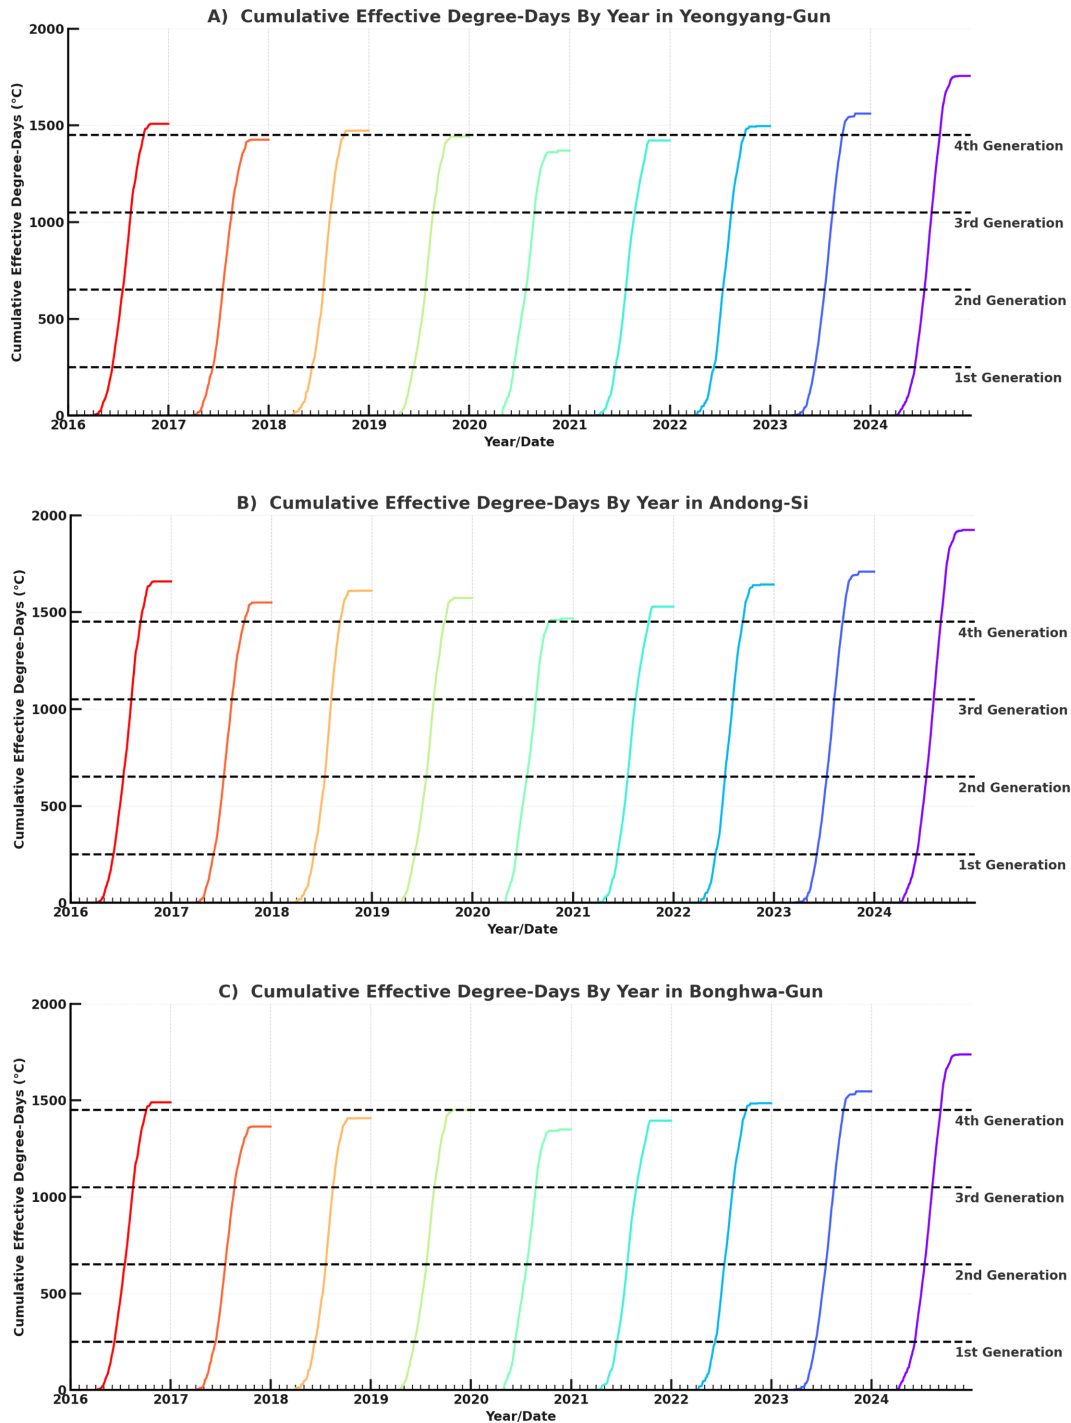 A)  Cumulative Effective Degree-Days By Year in Yeongyang-Gun
2000
1500
1000
500
0
Cumulative Effective Degree-Days (°C)
4th Generation
3rd Generation
2nd Generation
1st Generation
2016 2017 2018 2019 2020 2021 2022 2023 2024
Year/Date
B)  Cumulative Effective Degree-Days By Year in Andong-Si
2000
1500
1000
500
0
Cumulative Effective Degree-Days (°C)
4th Generation
3rd Generation
2nd Generation
1st Generation
2016 2017 2018 2019 2020 2021 2022 2023 2024
Year/Date
C)  Cumulative Effective Degree-Days By Year in Bonghwa-Gun
2000
1500
1000
500
0
Cumulative Effective Degree-Days (°C)
4th Generation
3rd Generation
2nd Generation
1st Generation
2016 2017 2018 2019 2020 2021 2022 2023 2024
Year/Date